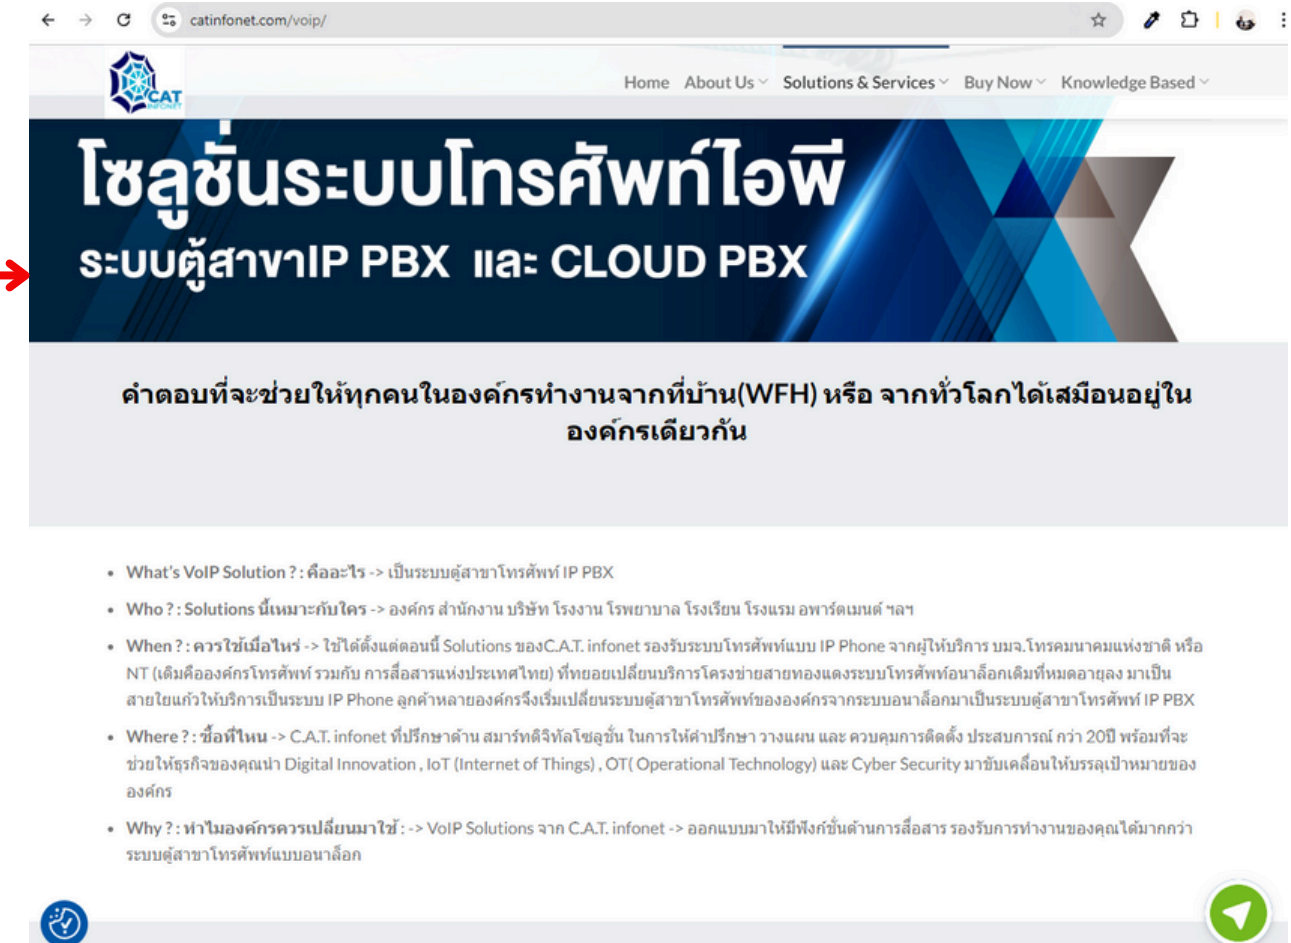 catinfonet.com/voip/
CAT
INFONET
Home About Us Solutions & Services Buy Now Knowledge Based
โซลูชั่นระบบโทรศัพท์ไอพี
ระบบตู้สาขาIP PBX และ CLOUD PBX
คำตอบที่จะช่วยให้ทุกคนในองค์กรทำงานจากที่บ้าน(WFH) หรือ จากทั่วโลกได้เสมือนอยู่ใน
องค์กรเดียวกัน
• What's VoIP Solution ? : คืออะไร -> เป็นระบบตู้สาขาโทรศัพท์ IP PBX
• Who ? : Solutions นี้เหมาะกับใคร -> องค์กร สำนักงาน บริษัท โรงงาน โรพยาบาล โรงเรียน โรงแรม อพาร์ตเมนต์ ฯลฯ
• When ? : ควรใช้เมื่อไหร่ -> ใช้ได้ตั้งแต่ตอนนี้ Solutions ของC.A.T. infonet รองรับระบบโทรศัพท์แบบ IP Phone จากผู้ให้บริการ บมจ.โทรคมนาคมแห่งชาติ หรือ
NT (เดิมคือองค์กรโทรศัพท์ รวมกับ การสื่อสารแห่งประเทศไทย) ที่ทยอยเปลี่ยนบริการโครงข่ายสายทองแดงระบบโทรศัพท์อนาล็อกเดิมที่หมดอายุลง มาเป็น
สายใยแก้วให้บริการเป็นระบบ IP Phone ลูกค้าหลายองค์กรจึงเริ่มเปลี่ยนระบบตู้สาขาโทรศัพท์ขององค์กรจากระบบอนาล็อกมาเป็นระบบตู้สาขาโทรศัพท์ IP PBX
• Where ? : ซื้อที่ไหน -> C.A.T. infonet ที่ปรึกษาด้าน สมาร์ทดิจิทัลโซลูชั่น ในการให้คำปรึกษา วางแผน และ ควบคุมการติดตั้ง ประสบการณ์ กว่า 20ปี พร้อมที่จะ
ช่วยให้ธุรกิจของคุณนำ Digital Innovation , IoT (Internet of Things) , OT( Operational Technology) และ Cyber Security มาขับเคลื่อนให้บรรลุเป้าหมายของ
องค์กร
• Why ? : ทำไมองค์กรควรเปลี่ยนมาใช้ : -> VoIP Solutions จาก C.A.T. infonet -> ออกแบบมาให้มีฟังก์ชั่นด้านการสื่อสาร รองรับการทำงานของคุณได้มากกว่า
ระบบตู้สาขาโทรศัพท์แบบอนาล็อก